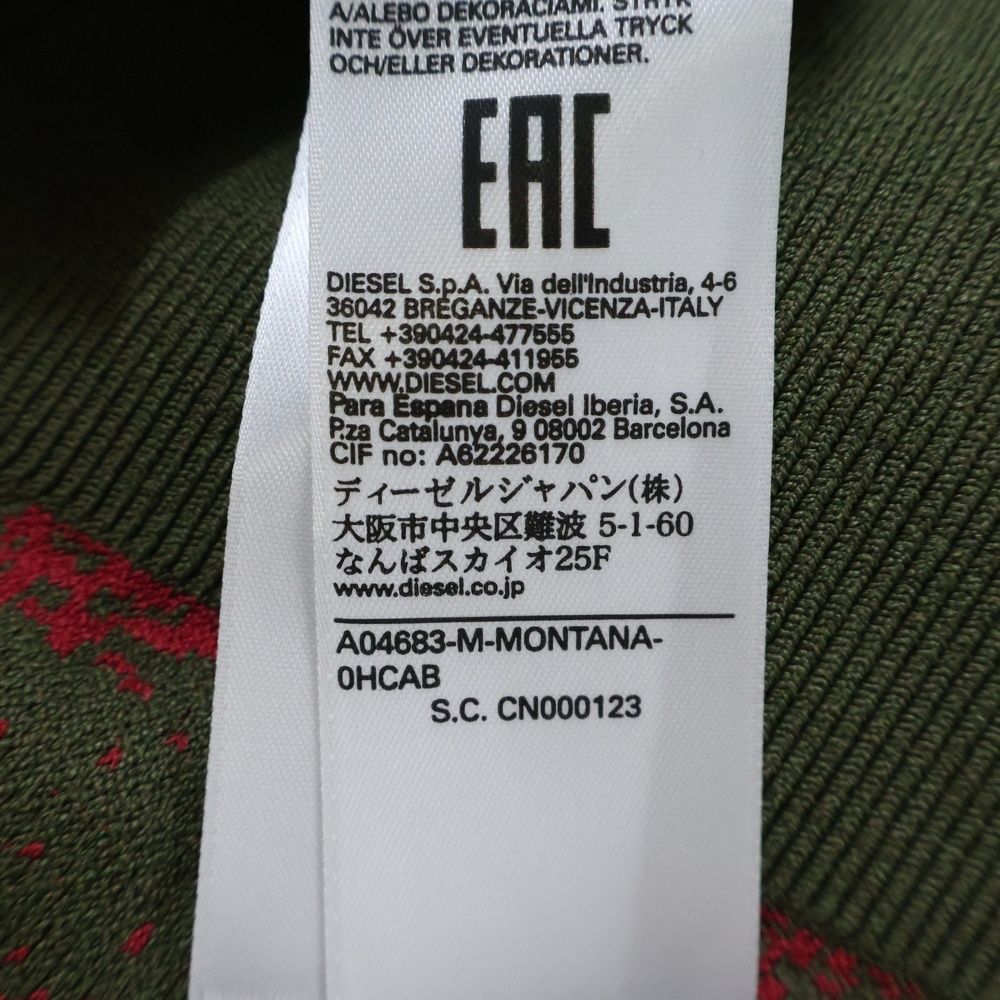 A/ALEBO DEKORÁCIAMI. STRYK
INTE ÖVER EVENTUELLA TRYCK
OCH/ELLER DEKORATIONER.
EAC
DIESEL S.p.A. Via dell'Industria, 4-6
36042 BREGANZE-VICENZA-ITALY
TEL +390424-477555
FAX +390424-411955
WWW.DIESEL.COM
Para Espana Diesel Iberia, S.A.
P.za Catalunya, 9 08002 Barcelona
CIF no: A62226170
ディーゼルジャパン(株)
大阪市中央区難波 5-1-60
なんばスカイオ25F
www.diesel.co.jp
A04683-M-MONTANA-
0HCAB
S.C. CN000123